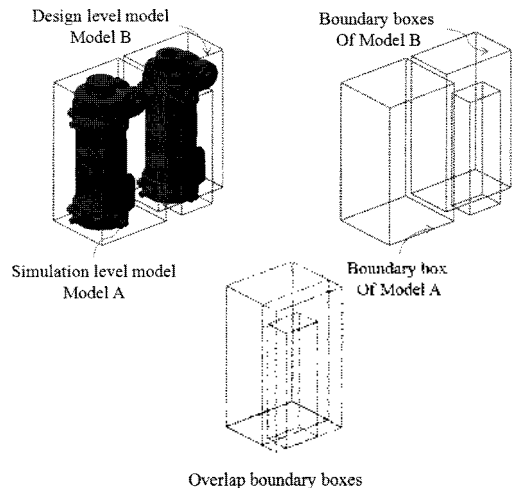 Design level model
Model B
Boundary boxes
Of Model B
Simulation level model
Model A
Boundary box
Of Model A
Overlap boundary boxes